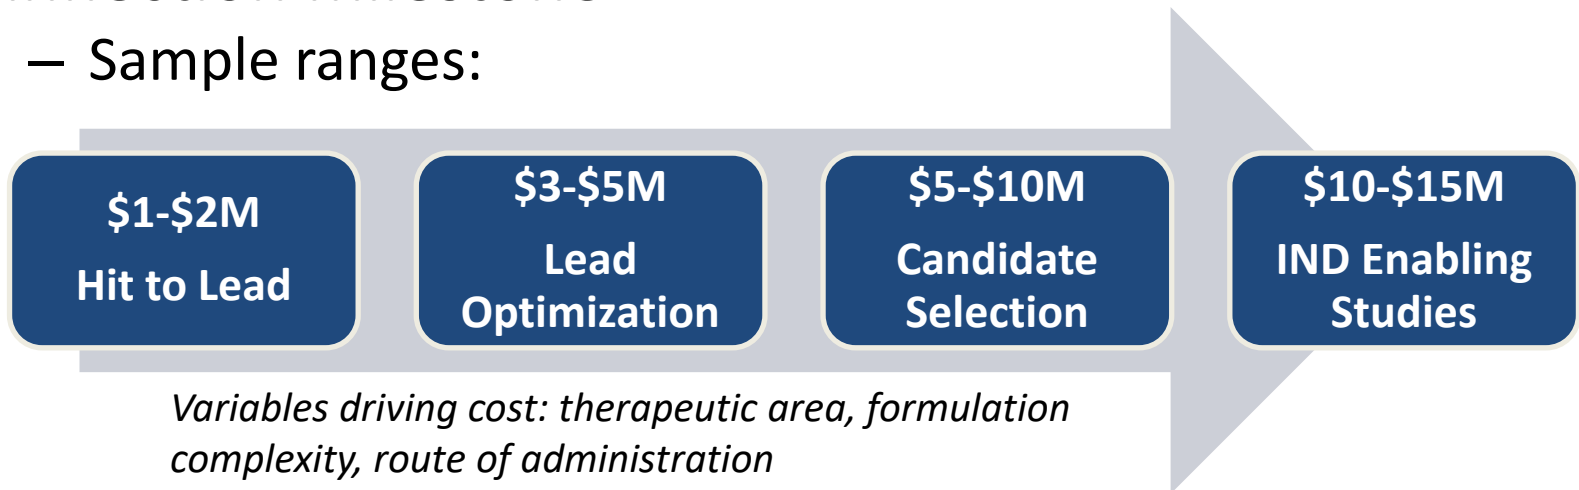 – Sample ranges:
$1-$2M
Hit to Lead
$3-$5M
Lead
Optimization
$5-$10M
Candidate
Selection
$10-$15M
IND Enabling
Studies
Variables driving cost: therapeutic area, formulation
complexity, route of administration